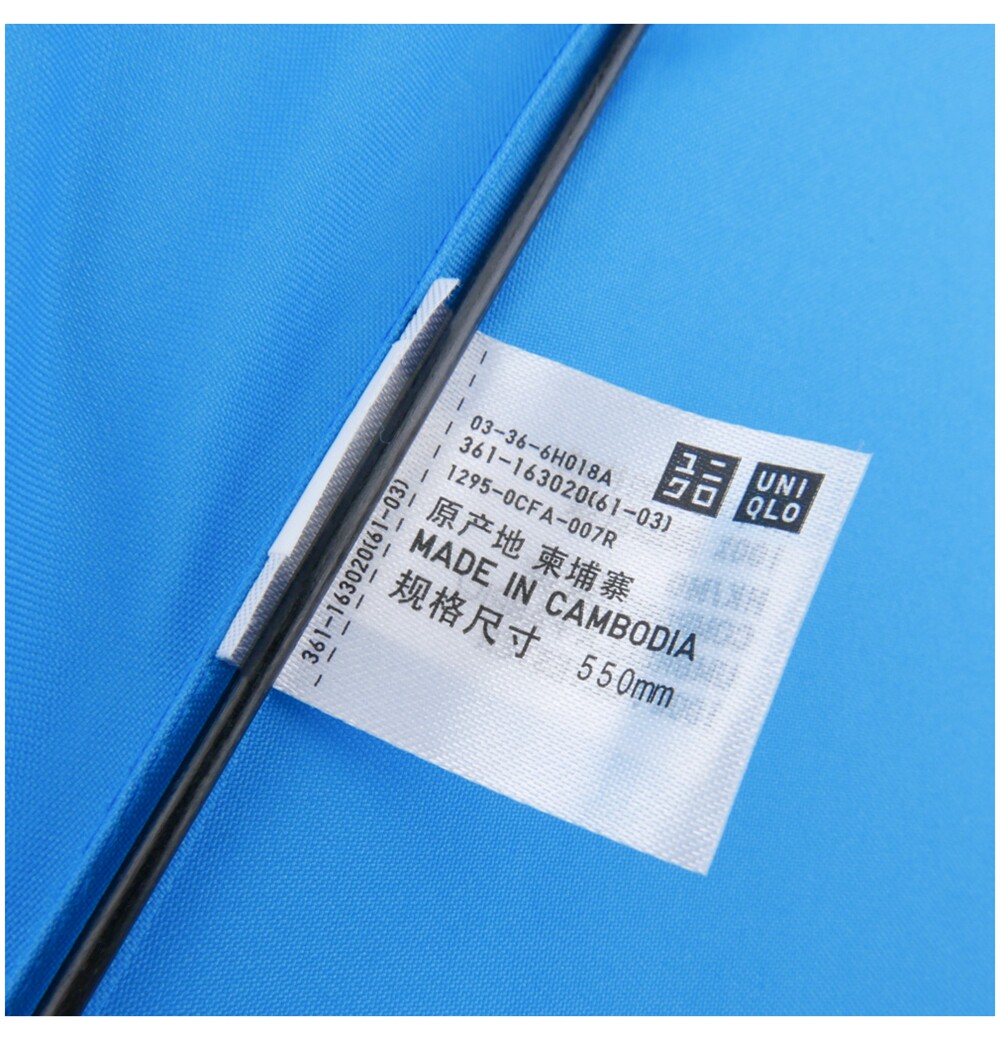 03-36-6H018A
361-163020(61-03)
1295-0CFA-007R
ユニ
クロ
UNI
QLO
原产地 柬埔寨
MADE IN CAMBODIA
规格尺寸 550mm
361-163020(61-03)